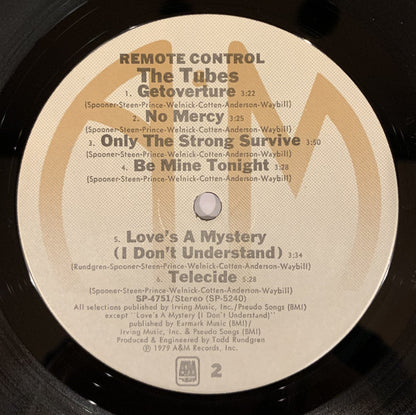 REMOTE CONTROL
The Tubes
1. Getoverture 3:22
(Spooner-Steen-Prince-Welnick-Cotten-Anderson-Waybill)
2. No Mercy 3:25
(Spooner-Steen-Prince-Welnick-Cotten-Anderson-Waybill)
3. Only The Strong Survive 3:50
(Spooner-Steen-Prince-Welnick-Cotten-Anderson-Waybill)
4. Be Mine Tonight 3:28
(Spooner-Steen-Prince-Welnick-Cotten-Anderson-Waybill)
5. Love's A Mystery
(I Don't Understand) 3:34
(Rundgren-Spooner-Steen-Prince-Welnick-Cotten-Anderson-Waybill)
6. Telecide 5:28
(Spooner-Steen-Prince-Welnick-Cotten-Anderson-Waybill)
SP-4751/Stereo (SP-5240)
All selections published by Irving Music, Inc./Pseudo Songs (BMI)
except "Love's A Mystery (I Don't Understand)"
published by Earmark Music (BMI)/
Irving Music, Inc. & Pseudo Songs (BMI)
Produced & Engineered by Todd Rundgren
℗ 1979 A&M Records, Inc.
A&M
2